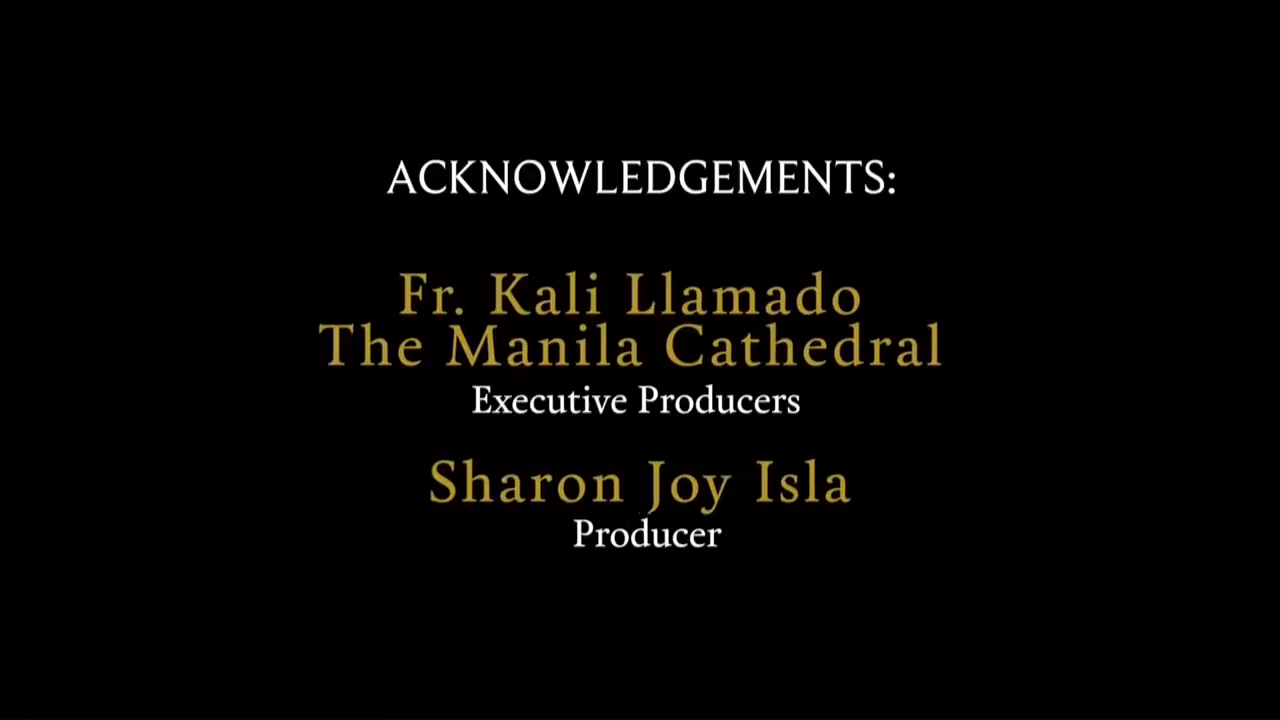 ACKNOWLEDGEMENTS:
Fr. Kali Llamado
The Manila Cathedral
Executive Producers
Sharon Joy Isla
Producer